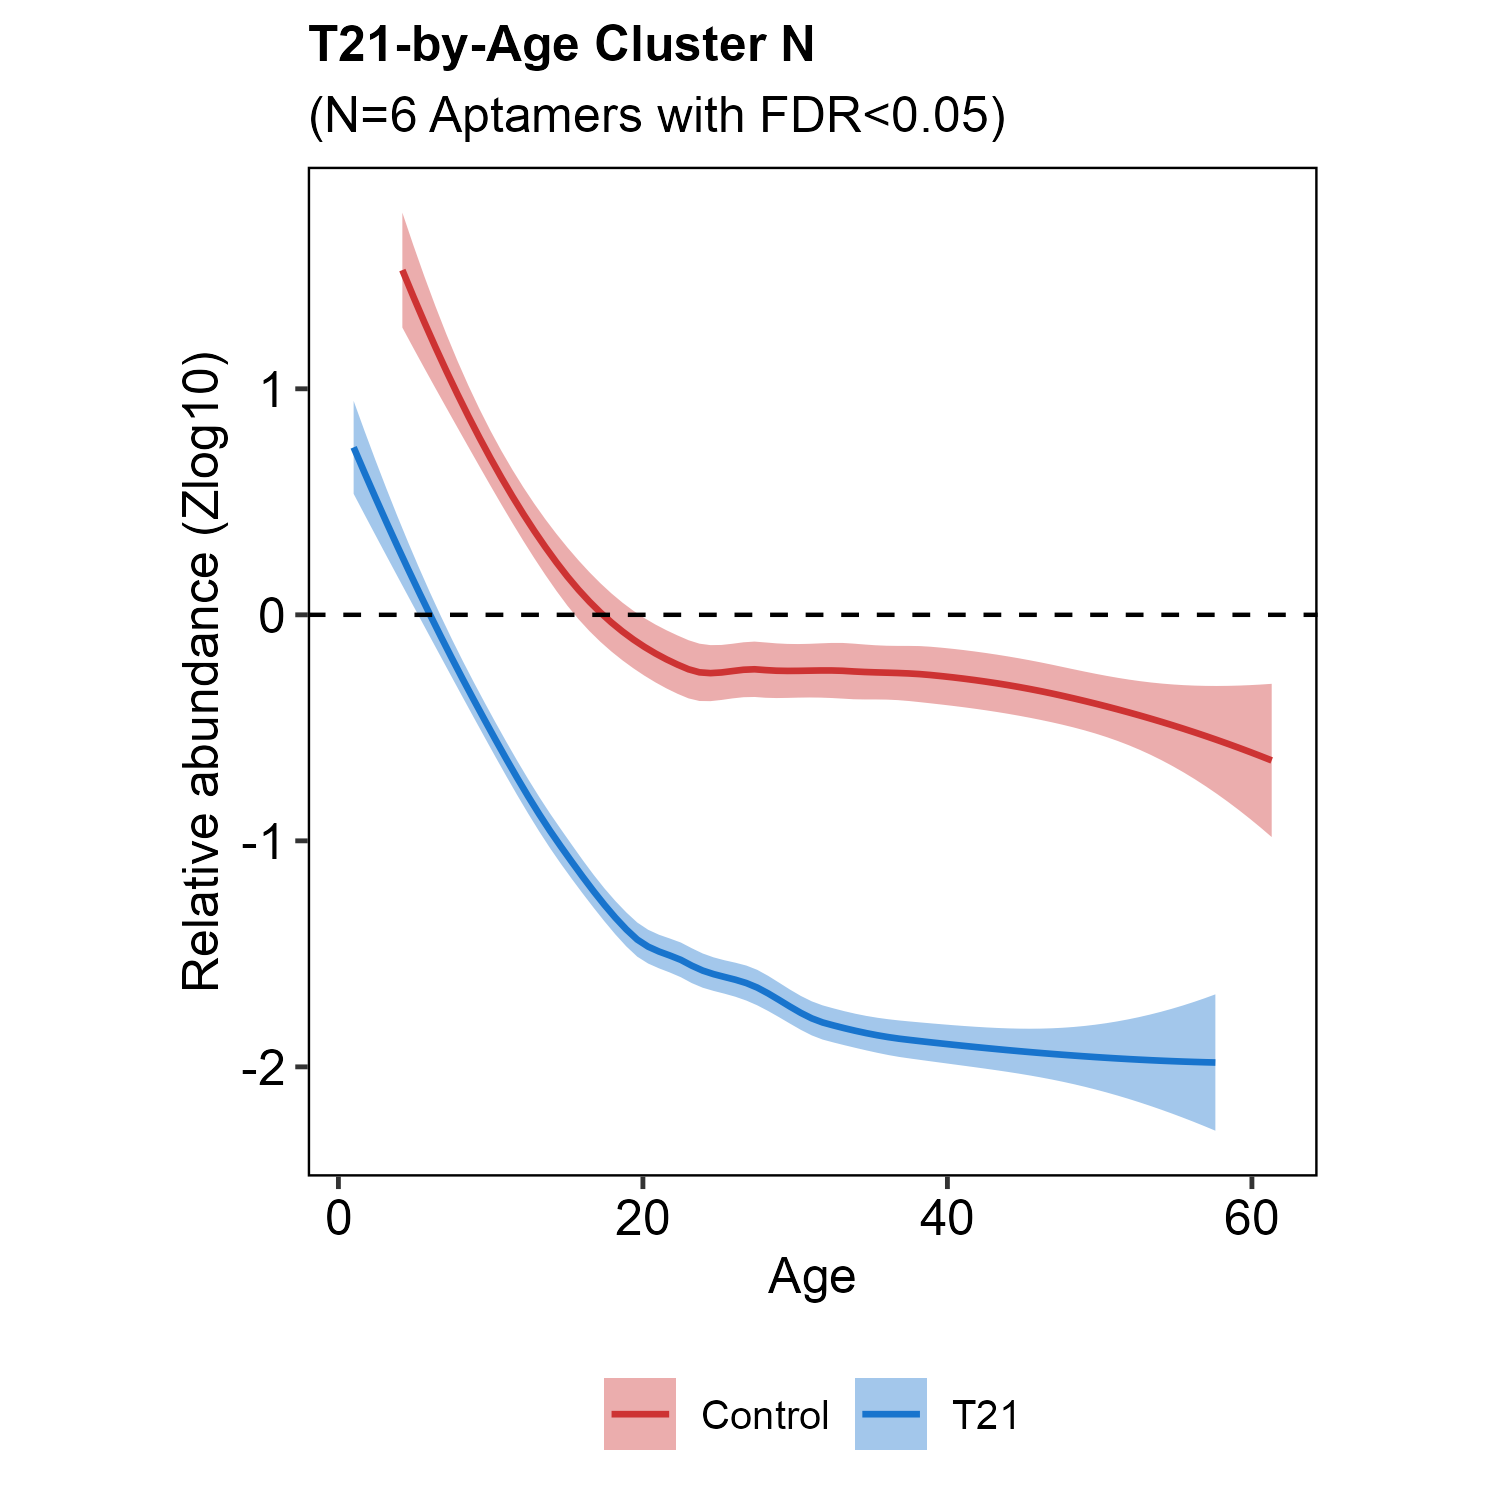 T21-by-Age Cluster N
(N=6 Aptamers with FDR<0.05)
Relative abundance (Zlog10)
1
0
-1
-2
0 20 40 60
Age
Control T21